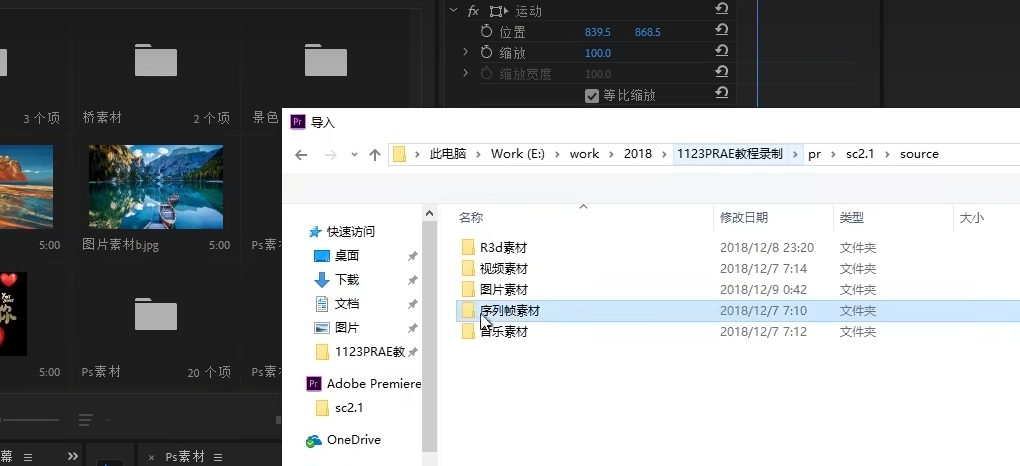 fx 运动
位置 839.5 868.5
缩放 100.0
缩放宽度 100.0
等比缩放
3 个项
桥素材 2 个项
景色
5:00
图片素材b.jpg 5:00
Ps素
5:00
Ps素材 20 个项
Ps素
幕
Ps素材
Pr 导入
此电脑 Work (E:) work 2018 1123PRAE教程录制 pr sc2.1 source
名称 修改日期 类型 大小
快速访问
桌面
下载
文档
图片
1123PRAE教
Pr Adobe Premiere
sc2.1
OneDrive
R3d素材 2018/12/8 23:20 文件夹
视频素材 2018/12/7 7:14 文件夹
图片素材 2018/12/9 0:42 文件夹
序列帧素材 2018/12/7 7:10 文件夹
音乐素材 2018/12/7 7:12 文件夹